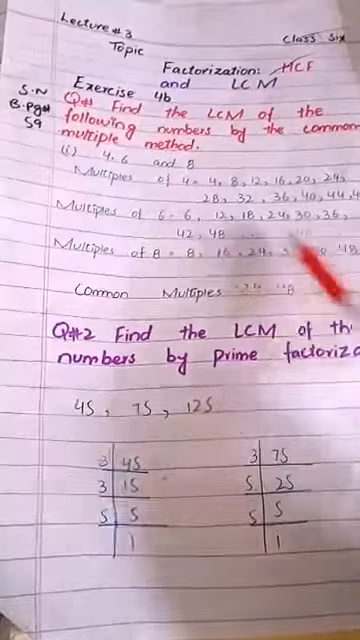 Lecture #3
Class Six
Topic
Factorization: HCF
and LCM
Exercise 4b
S.N
B.Pg#
59
Q#1 Find the LCM of the
following numbers by the common
multiple method.
(i) 4, 6 and 8
Multiples of 4 = 4, 8, 12, 16, 20, 24,
28, 32, 36, 40, 44, 4
Multiples of 6 = 6, 12, 18, 24, 30, 36,
42, 48
Multiples of 8 = 8, 16, 24, 48
Common Multiples = 24
Q#2 Find the LCM of th
numbers by prime factoriza
45, 75, 125
3 45
3 15
5 5
1
3 75
5 25
5 5
1